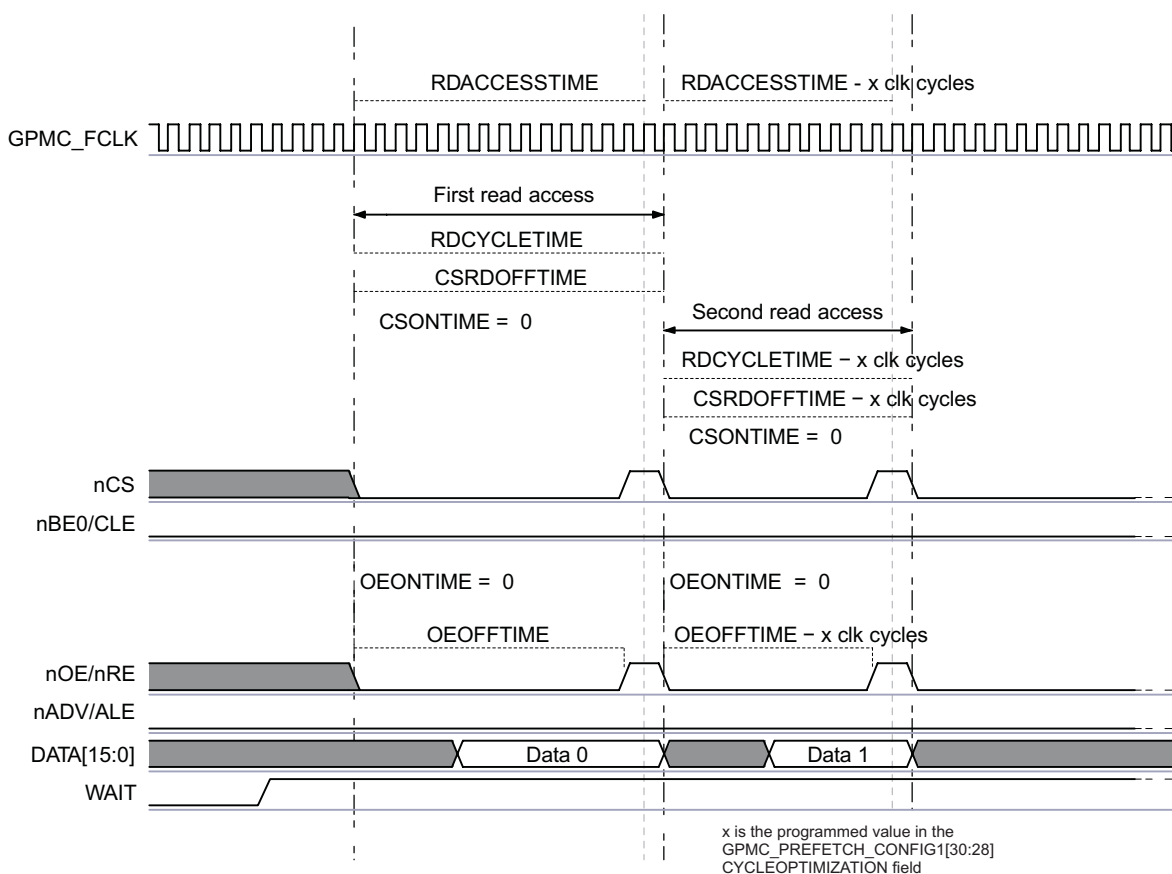 RDACCESSTIME
RDACCESSTIME - x clk cycles
GPMC_FCLK
First read access
RDCYCLETIME
CSRDOFFTIME
CSONTIME = 0
Second read access
RDCYCLETIME − x clk cycles
CSRDOFFTIME − x clk cycles
CSONTIME = 0
nCS
nBE0/CLE
OEONTIME = 0
OEONTIME = 0
OEOFFTIME
OEOFFTIME − x clk cycles
nOE/nRE
nADV/ALE
DATA[15:0]
Data 0
Data 1
WAIT
x is the programmed value in the
GPMC_PREFETCH_CONFIG1[30:28]
CYCLEOPTIMIZATION field